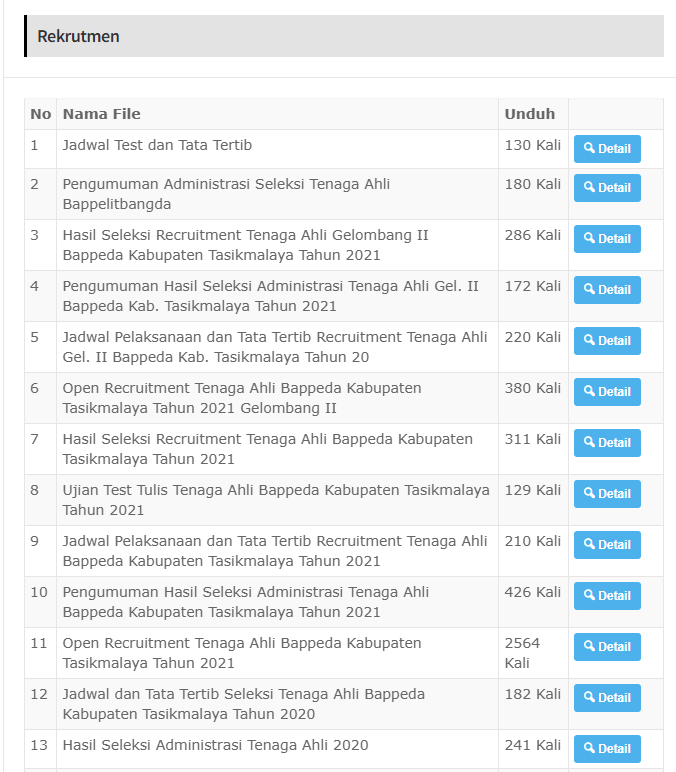 Rekrutmen
No Nama File Unduh
1 Jadwal Test dan Tata Tertib 130 Kali Detail
2 Pengumuman Administrasi Seleksi Tenaga Ahli 180 Kali Detail
Bappelitbangda
3 Hasil Seleksi Recruitment Tenaga Ahli Gelombang II 286 Kali Detail
Bappeda Kabupaten Tasikmalaya Tahun 2021
4 Pengumuman Hasil Seleksi Administrasi Tenaga Ahli Gel. II 172 Kali Detail
Bappeda Kab. Tasikmalaya Tahun 2021
5 Jadwal Pelaksanaan dan Tata Tertib Recruitment Tenaga Ahli 220 Kali Detail
Gel. II Bappeda Kab. Tasikmalaya Tahun 20
6 Open Recruitment Tenaga Ahli Bappeda Kabupaten 380 Kali Detail
Tasikmalaya Tahun 2021 Gelombang II
7 Hasil Seleksi Recruitment Tenaga Ahli Bappeda Kabupaten 311 Kali Detail
Tasikmalaya Tahun 2021
8 Ujian Test Tulis Tenaga Ahli Bappeda Kabupaten Tasikmalaya 129 Kali Detail
Tahun 2021
9 Jadwal Pelaksanaan dan Tata Tertib Recruitment Tenaga Ahli 210 Kali Detail
Bappeda Kabupaten Tasikmalaya Tahun 2021
10 Pengumuman Hasil Seleksi Administrasi Tenaga Ahli 426 Kali Detail
Bappeda Kabupaten Tasikmalaya Tahun 2021
11 Open Recruitment Tenaga Ahli Bappeda Kabupaten 2564 Detail
Tasikmalaya Tahun 2021 Kali
12 Jadwal dan Tata Tertib Seleksi Tenaga Ahli Bappeda 182 Kali Detail
Kabupaten Tasikmalaya Tahun 2020
13 Hasil Seleksi Administrasi Tenaga Ahli 2020 241 Kali Detail